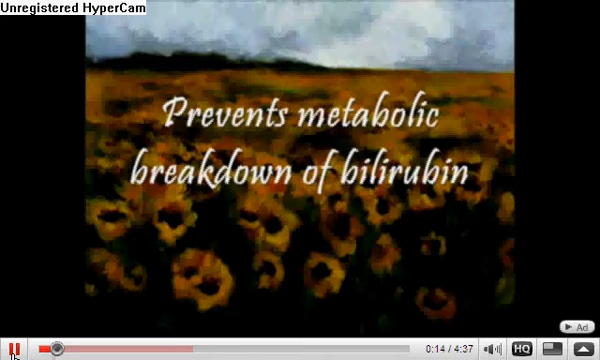 Unregistered HyperCam
Prevents metabolic
breakdown of bilirubin
Ad
0:14 / 4:37
HQ